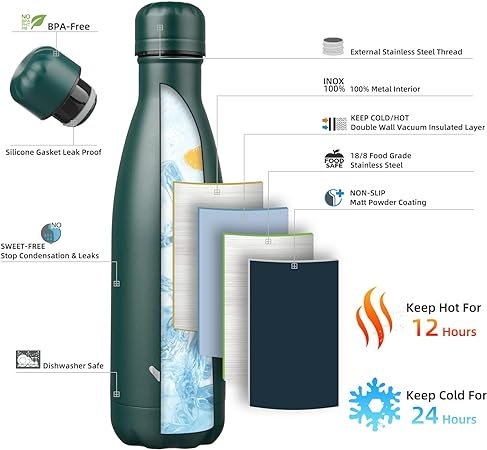 BPA-Free
Silicone Gasket Leak Proof
External Stainless Steel Thread
INOX
100% 100% Metal Interior
KEEP COLD/HOT
Double Wall Vacuum Insulated Layer
FOOD
SAFE
18/8 Food Grade
Stainless Steel
NON-SLIP
Matt Powder Coating
NO
SWEET-FREE
Stop Condensation & Leaks
Dishwasher Safe
Keep Hot For
12 Hours
Keep Cold For
24 Hours